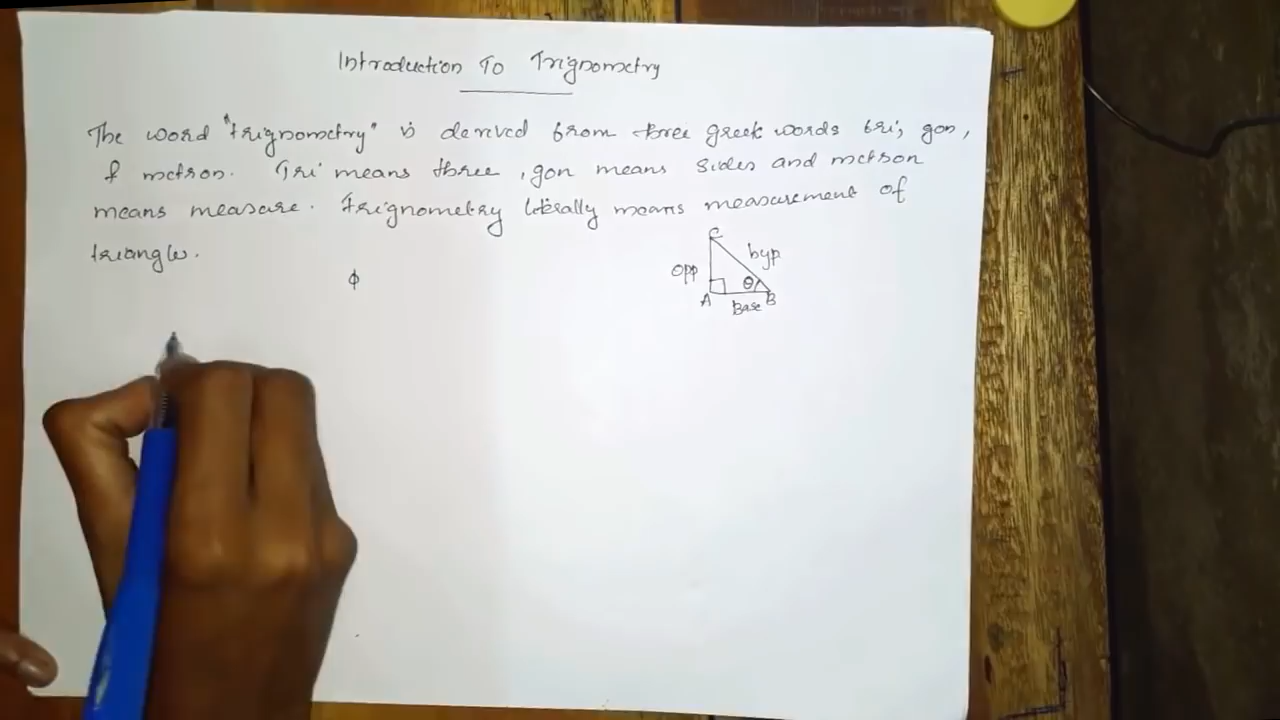 Introduction To Trignometry
The word "trignometry" is derived from three greek words tri, gon,
& metron. Tri means three, gon means sides and metron
means measure. Trignometry literally means measurement of
triangle.
C
hyp
opp
θ
A
B
Base
ϕ